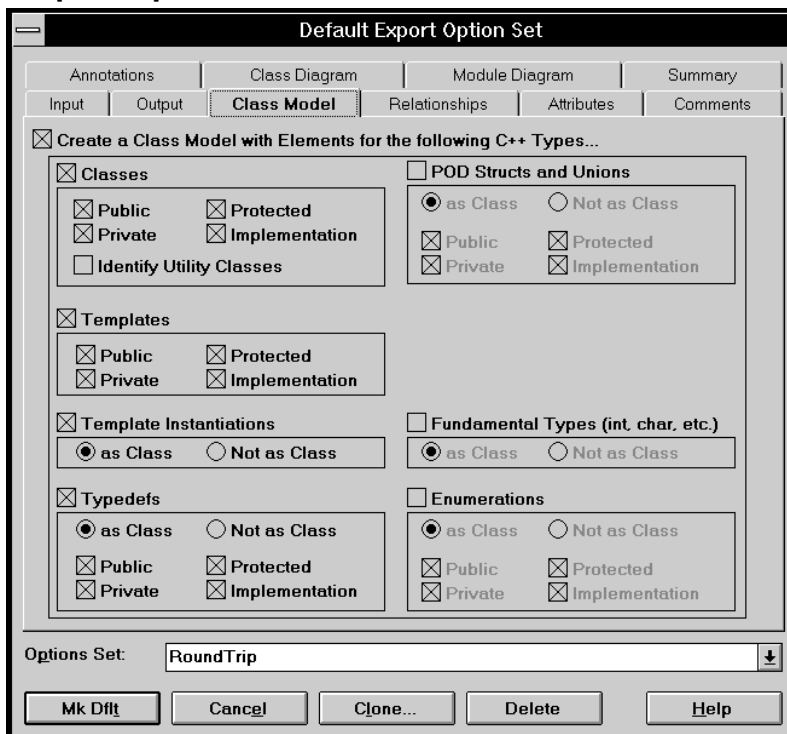 Default Export Option Set
Annotations Class Diagram Module Diagram Summary
Input Output Class Model Relationships Attributes Comments
Create a Class Model with Elements for the following C++ Types...
Classes
Public Protected
Private Implementation
Identify Utility Classes
POD Structs and Unions
as Class Not as Class
Public Protected
Private Implementation
Templates
Public Protected
Private Implementation
Template Instantiations
as Class Not as Class
Fundamental Types (int, char, etc.)
as Class Not as Class
Typedefs
as Class Not as Class
Public Protected
Private Implementation
Enumerations
as Class Not as Class
Public Protected
Private Implementation
Options Set: RoundTrip
Mk Dflt Cancel Clone... Delete Help